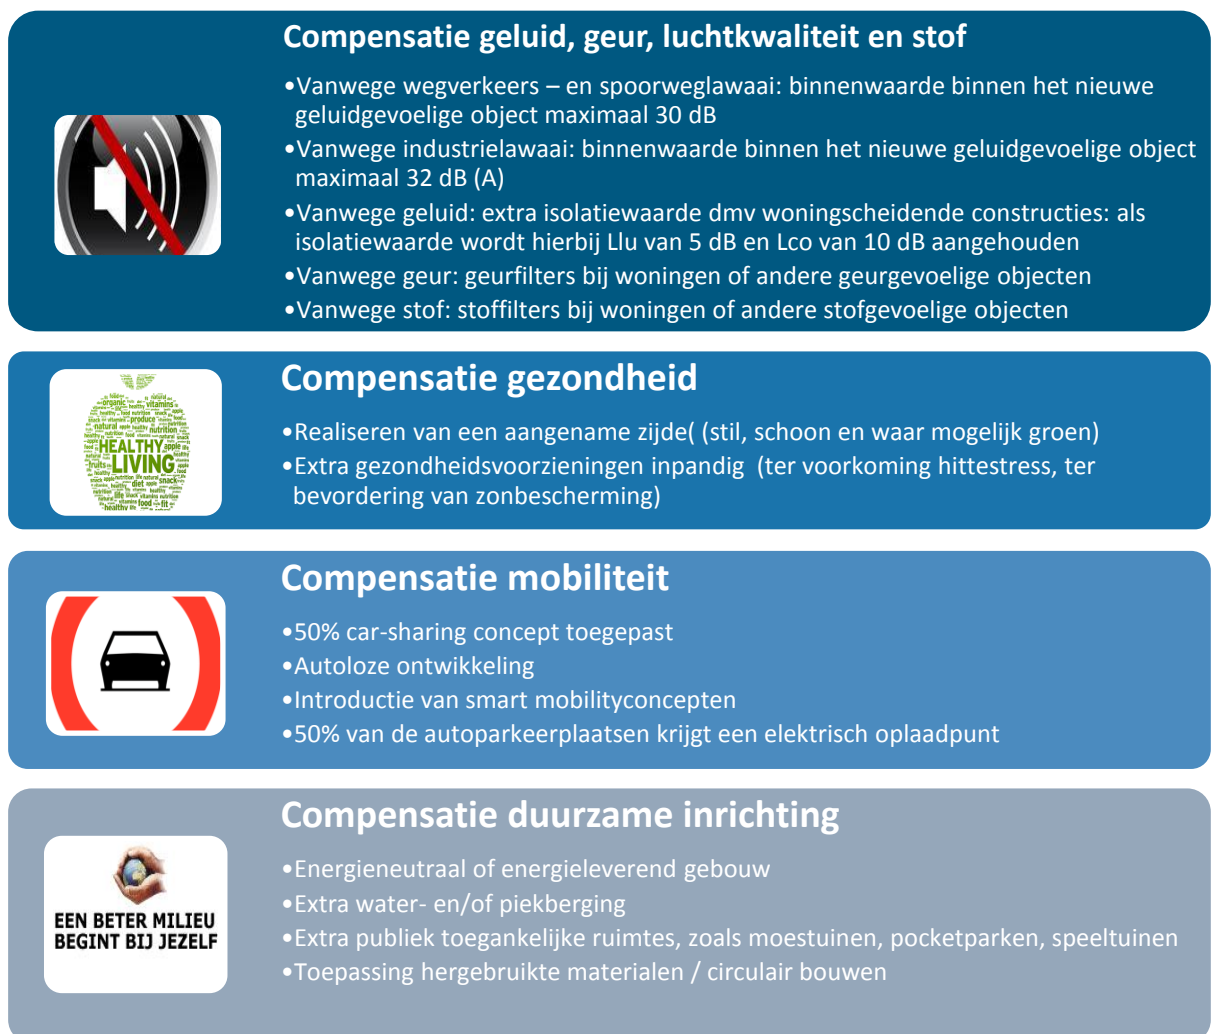 Compensatie geluid, geur, luchtkwaliteit en stof
•Vanwege wegverkeers – en spoorweglawaai: binnenwaarde binnen het nieuwe
geluidgevoelige object maximaal 30 dB
•Vanwege industrielawaai: binnenwaarde binnen het nieuwe geluidgevoelige object
maximaal 32 dB (A)
•Vanwege geluid: extra isolatiewaarde dmv woningscheidende constructies: als
isolatiewaarde wordt hierbij Llu van 5 dB en Lco van 10 dB aangehouden
•Vanwege geur: geurfilters bij woningen of andere geurgevoelige objecten
•Vanwege stof: stoffilters bij woningen of andere stofgevoelige objecten
HEALTHY
LIVING
Compensatie gezondheid
•Realiseren van een aangename zijde( (stil, schoon en waar mogelijk groen)
•Extra gezondheidsvoorzieningen inpandig  (ter voorkoming hittestress, ter
bevordering van zonbescherming)
Compensatie mobiliteit
•50% car-sharing concept toegepast
•Autoloze ontwikkeling
•Introductie van smart mobilityconcepten
•50% van de autoparkeerplaatsen krijgt een elektrisch oplaadpunt
EEN BETER MILIEU
BEGINT BIJ JEZELF
Compensatie duurzame inrichting
•Energieneutraal of energieleverend gebouw
•Extra water- en/of piekberging
•Extra publiek toegankelijke ruimtes, zoals moestuinen, pocketparken, speeltuinen
•Toepassing hergebruikte materialen / circulair bouwen